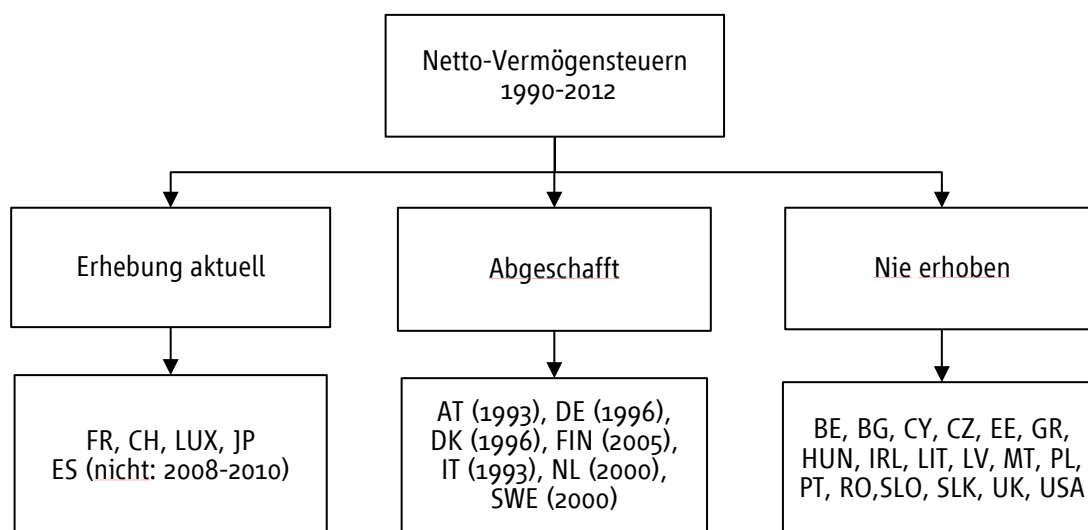 Netto-Vermögensteuern
1990-2012
Erhebung aktuell
Abgeschafft
Nie erhoben
FR, CH, LUX, JP
ES (nicht: 2008-2010)
AT (1993), DE (1996),
DK (1996), FIN (2005),
IT (1993), NL (2000),
SWE (2000)
BE, BG, CY, CZ, EE, GR,
HUN, IRL, LIT, LV, MT, PL,
PT, RO,SLO, SLK, UK, USA